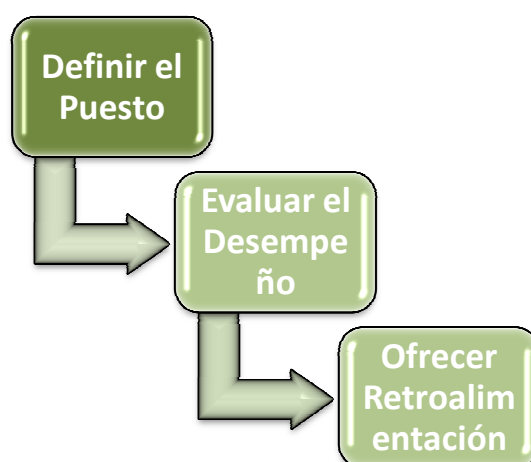 Definir el
Puesto
Evaluar el
Desempe
ño
Ofrecer
Retroalim
entación